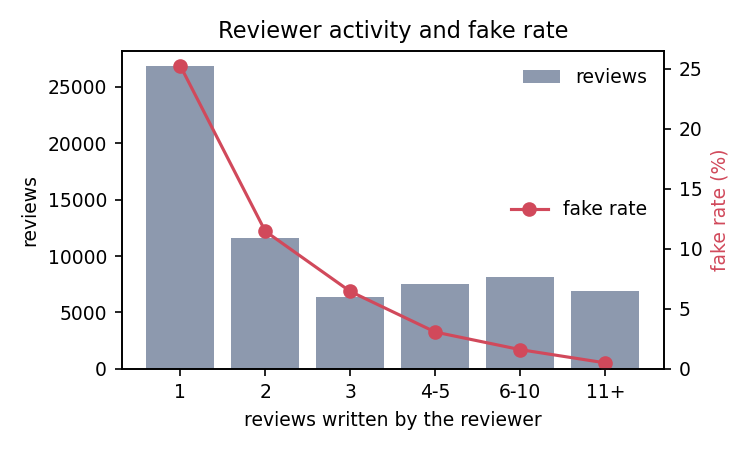 Reviewer activity and fake rate
reviews
25000
20000
15000
10000
5000
0
reviews
fake rate
25
20
15
10
5
0
fake rate (%)
1 2 3 4-5 6-10 11+
reviews written by the reviewer